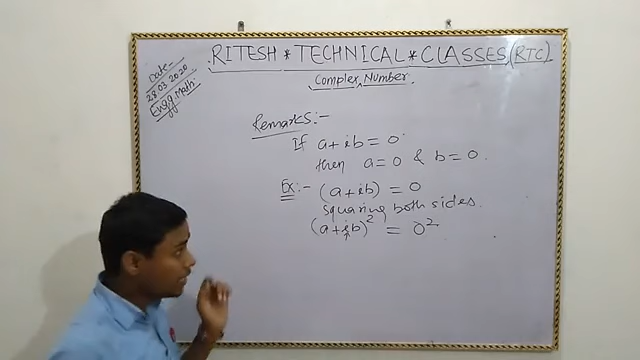 RITESH * TECHNICAL * CLASSES, (RTC)
Complex Number
Date-
28.03.2020
Engg. Math
Remarks:-
If a+ib=0
then a=0 & b=0.
Ex:- (a+ib) = 0
Squaring both sides.
(a+ib)² = 0²